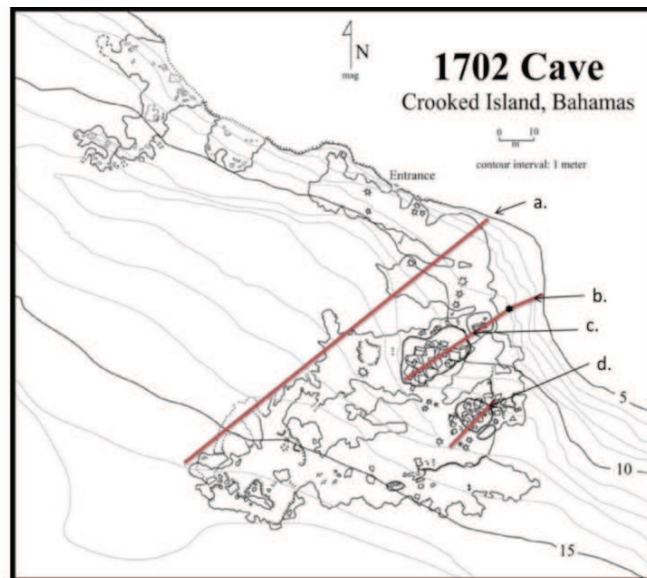 N
mag
1702 Cave
Crooked Island, Bahamas
0 10
m
contour interval: 1 meter
Entrance
a.
b.
c.
d.
5
10
15